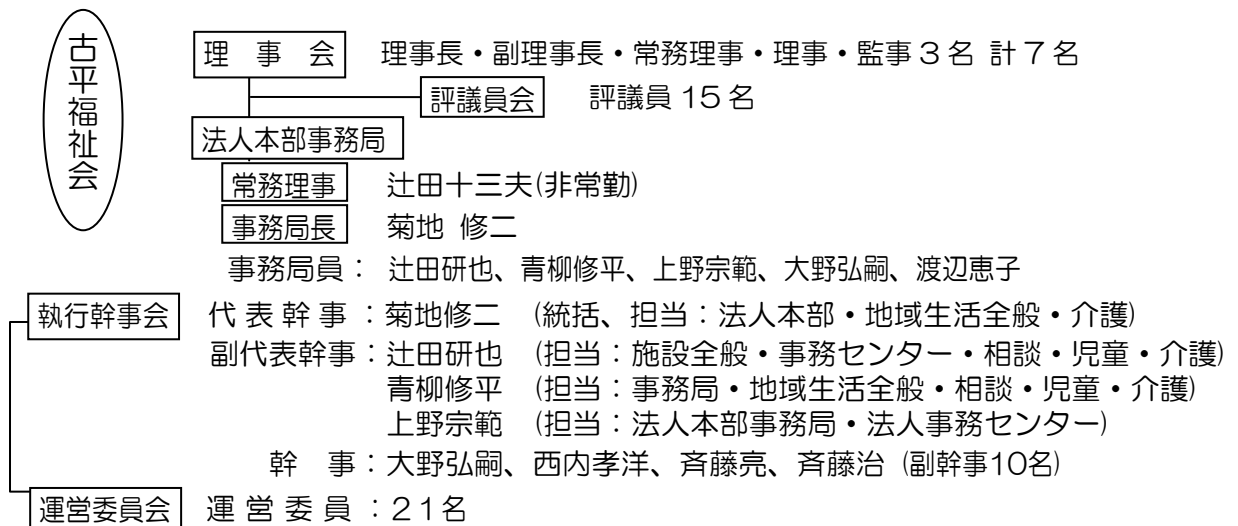 古平福祉会
理 事 会 理事長・副理事長・常務理事・理事・監事3名 計7名
評議員会 評議員 15名
法人本部事務局
常務理事 辻田十三夫(非常勤)
事務局長 菊地 修二
事務局員： 辻田研也、青柳修平、上野宗範、大野弘嗣、渡辺恵子
執行幹事会 代 表 幹 事 ：菊地修二 (統括、担当：法人本部・地域生活全般・介護)
副代表幹事：辻田研也 (担当：施設全般・事務センター・相談・児童・介護)
青柳修平 (担当：事務局・地域生活全般・相談・児童・介護)
上野宗範 (担当：法人本部事務局・法人事務センター)
幹 事：大野弘嗣、西内孝洋、斉藤亮、斉藤治 (副幹事10名)
運営委員会 運 営 委 員 ：21名